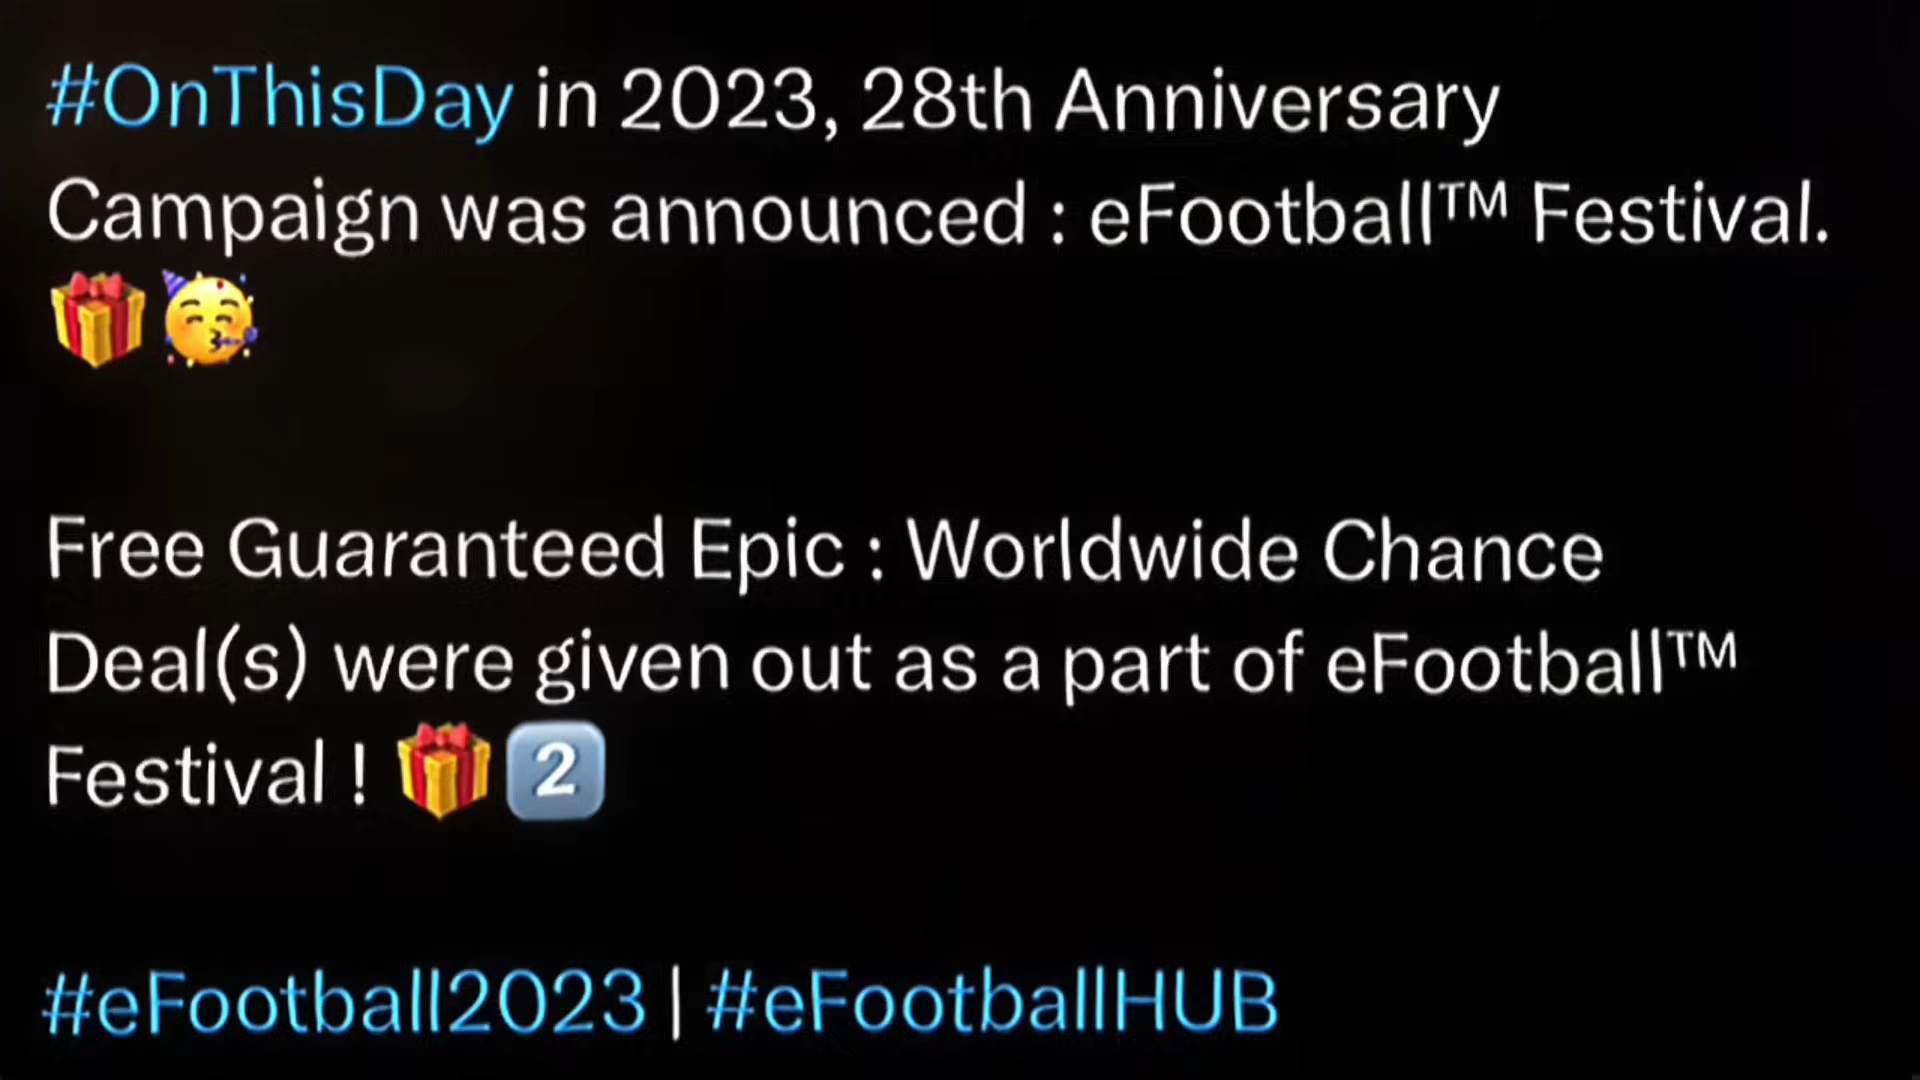 #OnThisDay in 2023, 28th Anniversary
Campaign was announced : eFootball™ Festival.
🎁🥳
Free Guaranteed Epic : Worldwide Chance
Deal(s) were given out as a part of eFootball™
Festival ! 🎁2️⃣
#eFootball2023 | #eFootballHUB